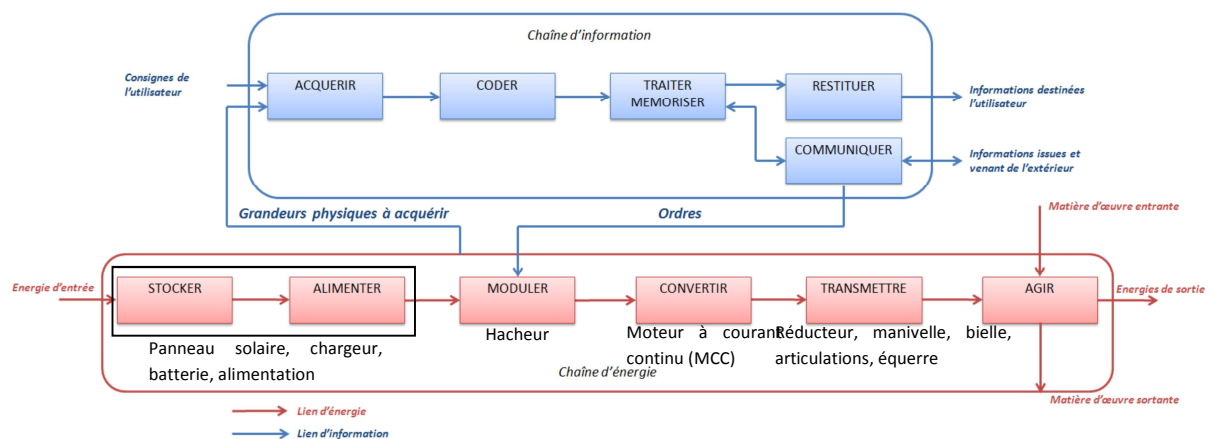 Chaîne d'information
Consignes de
l'utilisateur
ACQUERIR
CODER
TRAITER
MEMORISER
RESTITUER
Informations destinées
l'utilisateur
COMMUNIQUER
Informations issues et
venant de l'extérieur
Grandeurs physiques à acquérir
Ordres
Matière d'œuvre entrante
Energie d'entrée
STOCKER
ALIMENTER
MODULER
CONVERTIR
TRANSMETTRE
AGIR
Energies de sortie
Panneau solaire, chargeur,
batterie, alimentation
Hacheur
Moteur à courant
continu (MCC)
Réducteur, manivelle, bielle,
articulations, équerre
Chaîne d'énergie
Matière d'œuvre sortante
Lien d'énergie
Lien d'information